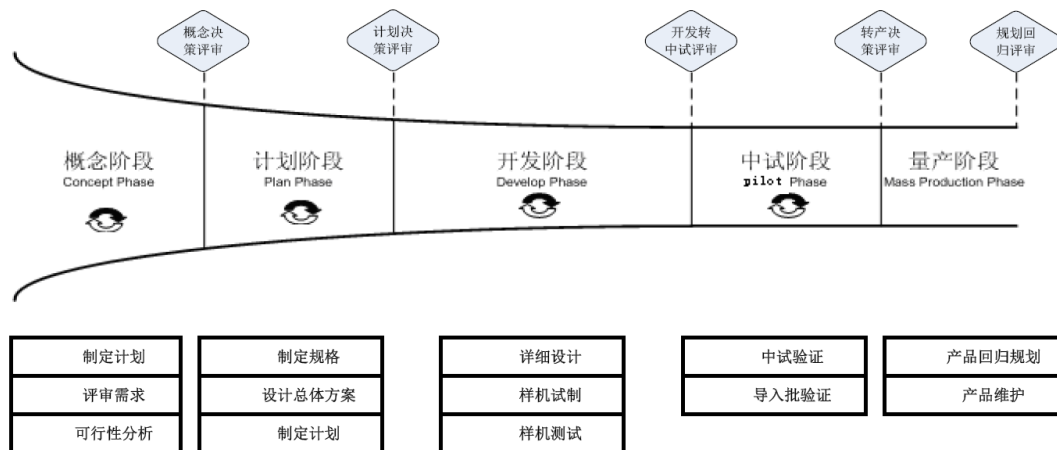 概念决
策评审
计划决
策评审
开发转
中试评审
转产决
策评审
规划回
归评审
概念阶段
Concept Phase
计划阶段
Plan Phase
开发阶段
Develop Phase
中试阶段
pilot Phase
量产阶段
Mass Production Phase
制定计划
评审需求
可行性分析
制定规格
设计总体方案
制定计划
详细设计
样机试制
样机测试
中试验证
导入批验证
产品回归规划
产品维护